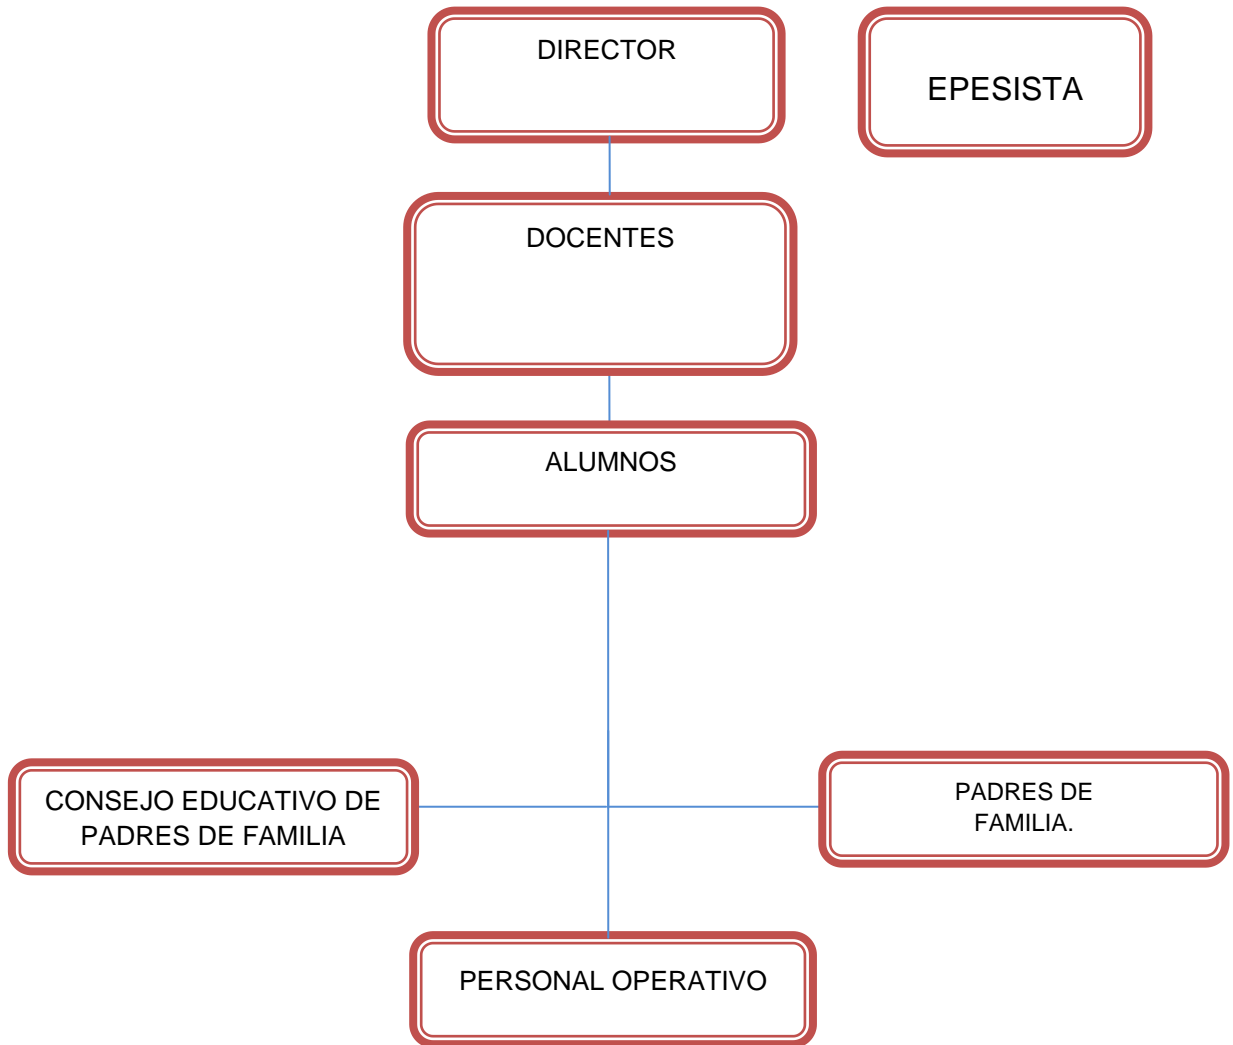 DIRECTOR
EPESISTA
DOCENTES
ALUMNOS
CONSEJO EDUCATIVO DE
PADRES DE FAMILIA
PADRES DE
FAMILIA.
PERSONAL OPERATIVO